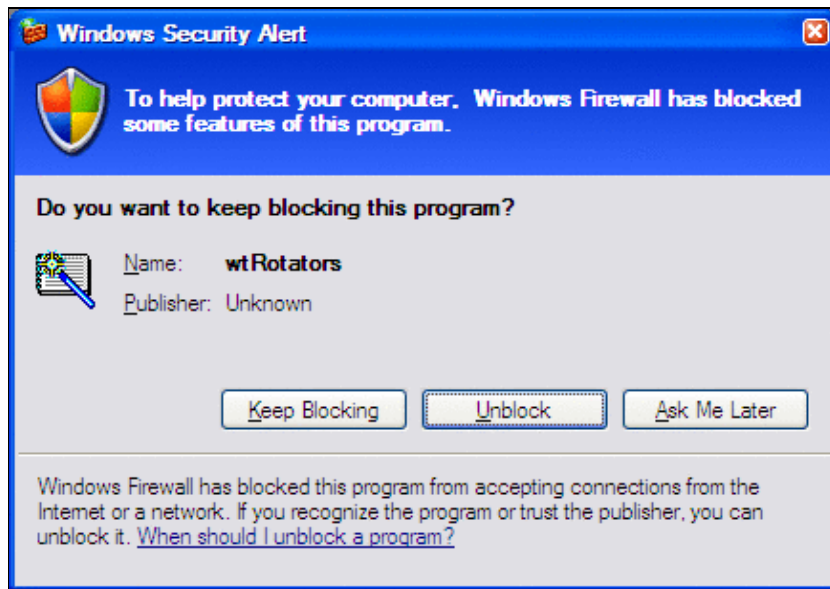 Windows Security Alert
To help protect your computer, Windows Firewall has blocked
some features of this program.
Do you want to keep blocking this program?
Name: wtRotators
Publisher: Unknown
Keep Blocking Unblock Ask Me Later
Windows Firewall has blocked this program from accepting connections from the
Internet or a network. If you recognize the program or trust the publisher, you can
unblock it. When should I unblock a program?